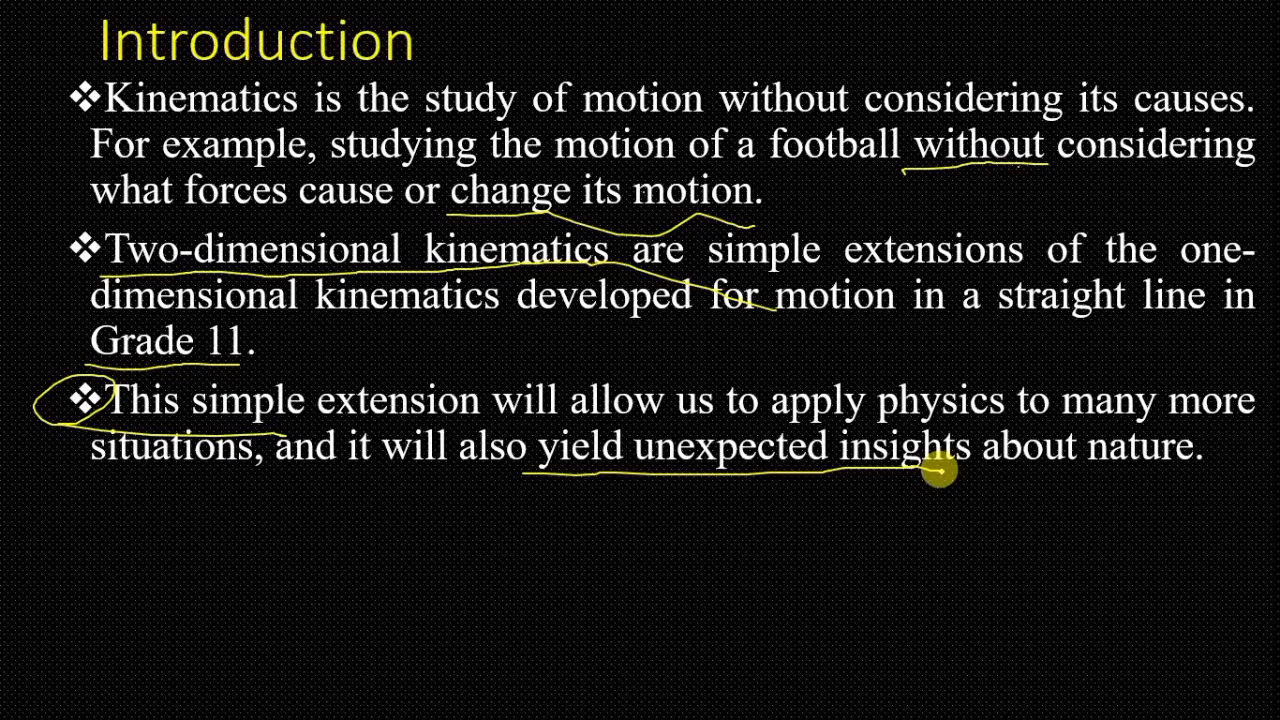 Introduction
❖Kinematics is the study of motion without considering its causes.
For example, studying the motion of a football without considering
what forces cause or change its motion.
❖Two-dimensional kinematics are simple extensions of the one-
dimensional kinematics developed for motion in a straight line in
Grade 11.
❖This simple extension will allow us to apply physics to many more
situations, and it will also yield unexpected insights about nature.